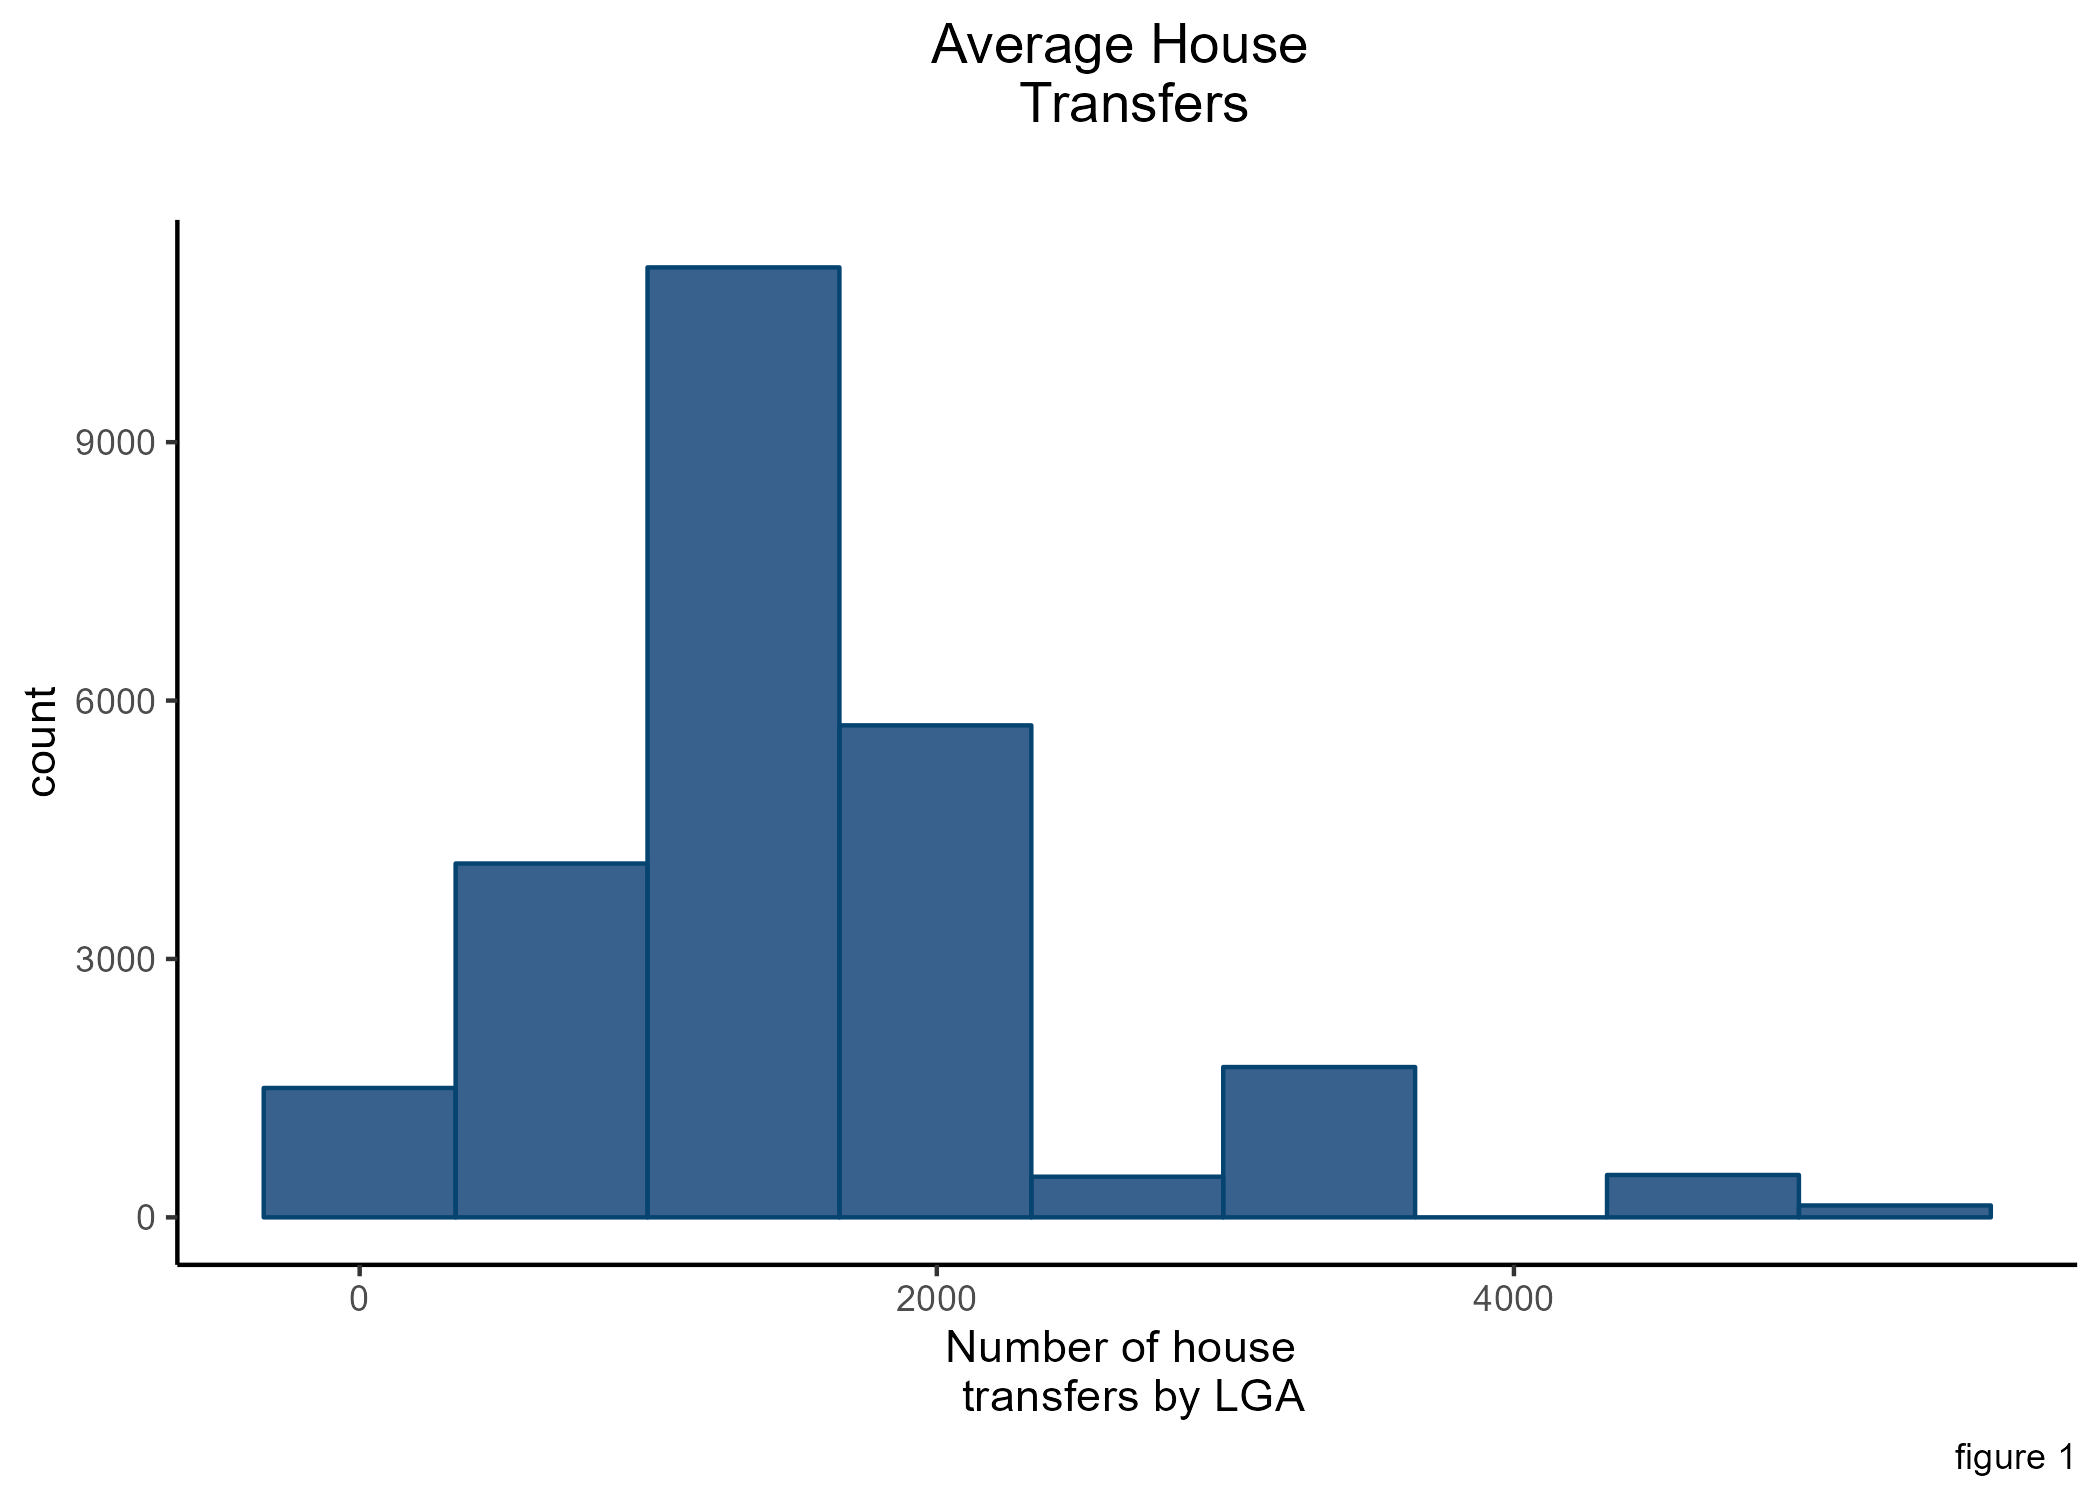 Average House
Transfers
9000
6000
3000
0
count
0 2000 4000
Number of house
transfers by LGA
figure 1